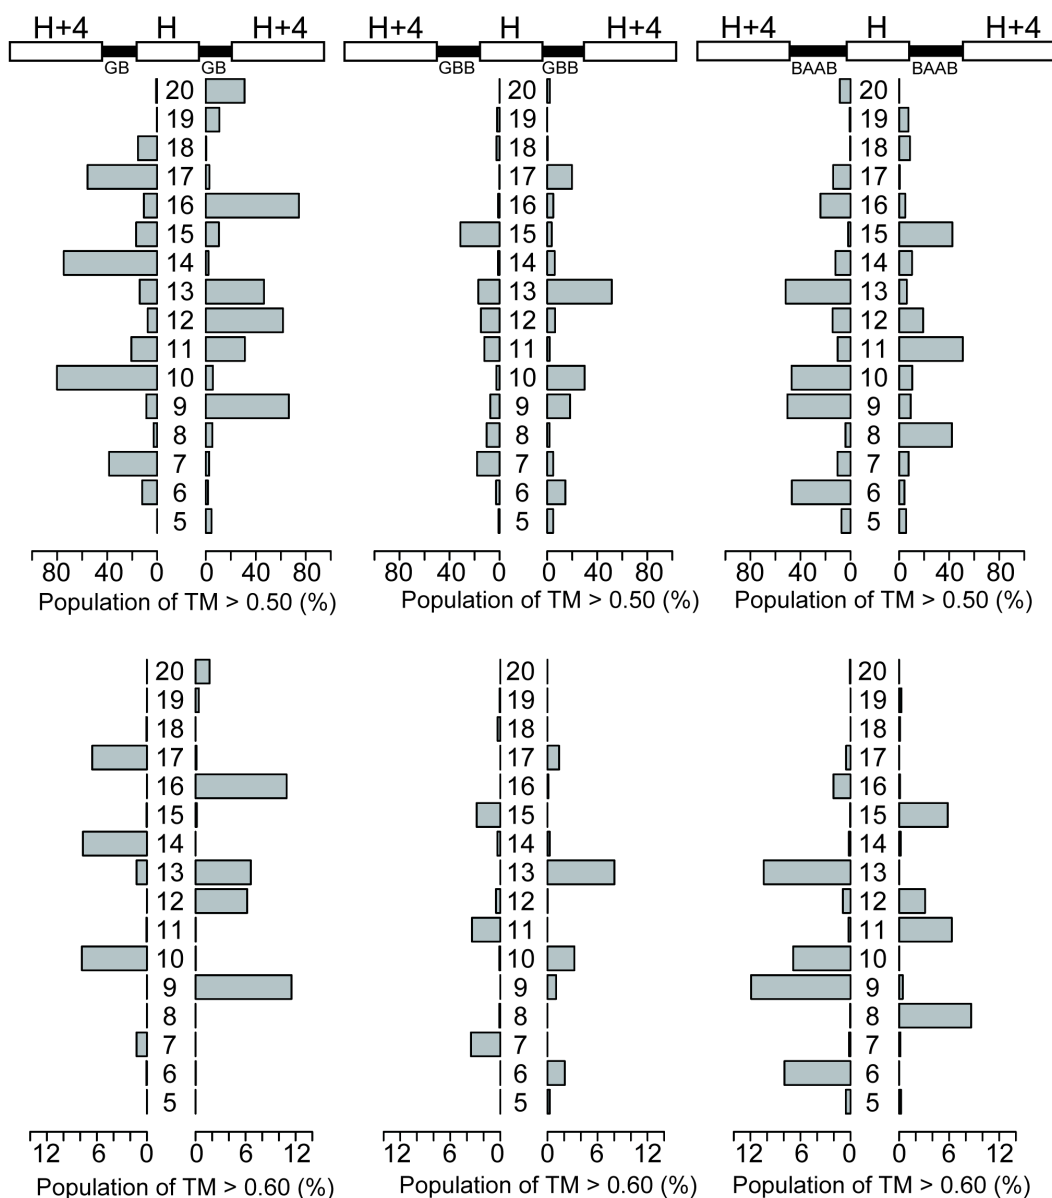 H+4 H H+4 H+4 H H+4 H+4 H H+4
GB GB GBB GBB BAAB BAAB
20 20 20
19 19 19
18 18 18
17 17 17
16 16 16
15 15 15
14 14 14
13 13 13
12 12 12
11 11 11
10 10 10
9 9 9
8 8 8
7 7 7
6 6 6
5 5 5
80 40 0 0 40 80 80 40 0 0 40 80 80 40 0 0 40 80
Population of TM > 0.50 (%) Population of TM > 0.50 (%) Population of TM > 0.50 (%)
20 20 20
19 19 19
18 18 18
17 17 17
16 16 16
15 15 15
14 14 14
13 13 13
12 12 12
11 11 11
10 10 10
9 9 9
8 8 8
7 7 7
6 6 6
5 5 5
12 6 0 0 6 12 12 6 0 0 6 12 12 6 0 0 6 12
Population of TM > 0.60 (%) Population of TM > 0.60 (%) Population of TM > 0.60 (%)